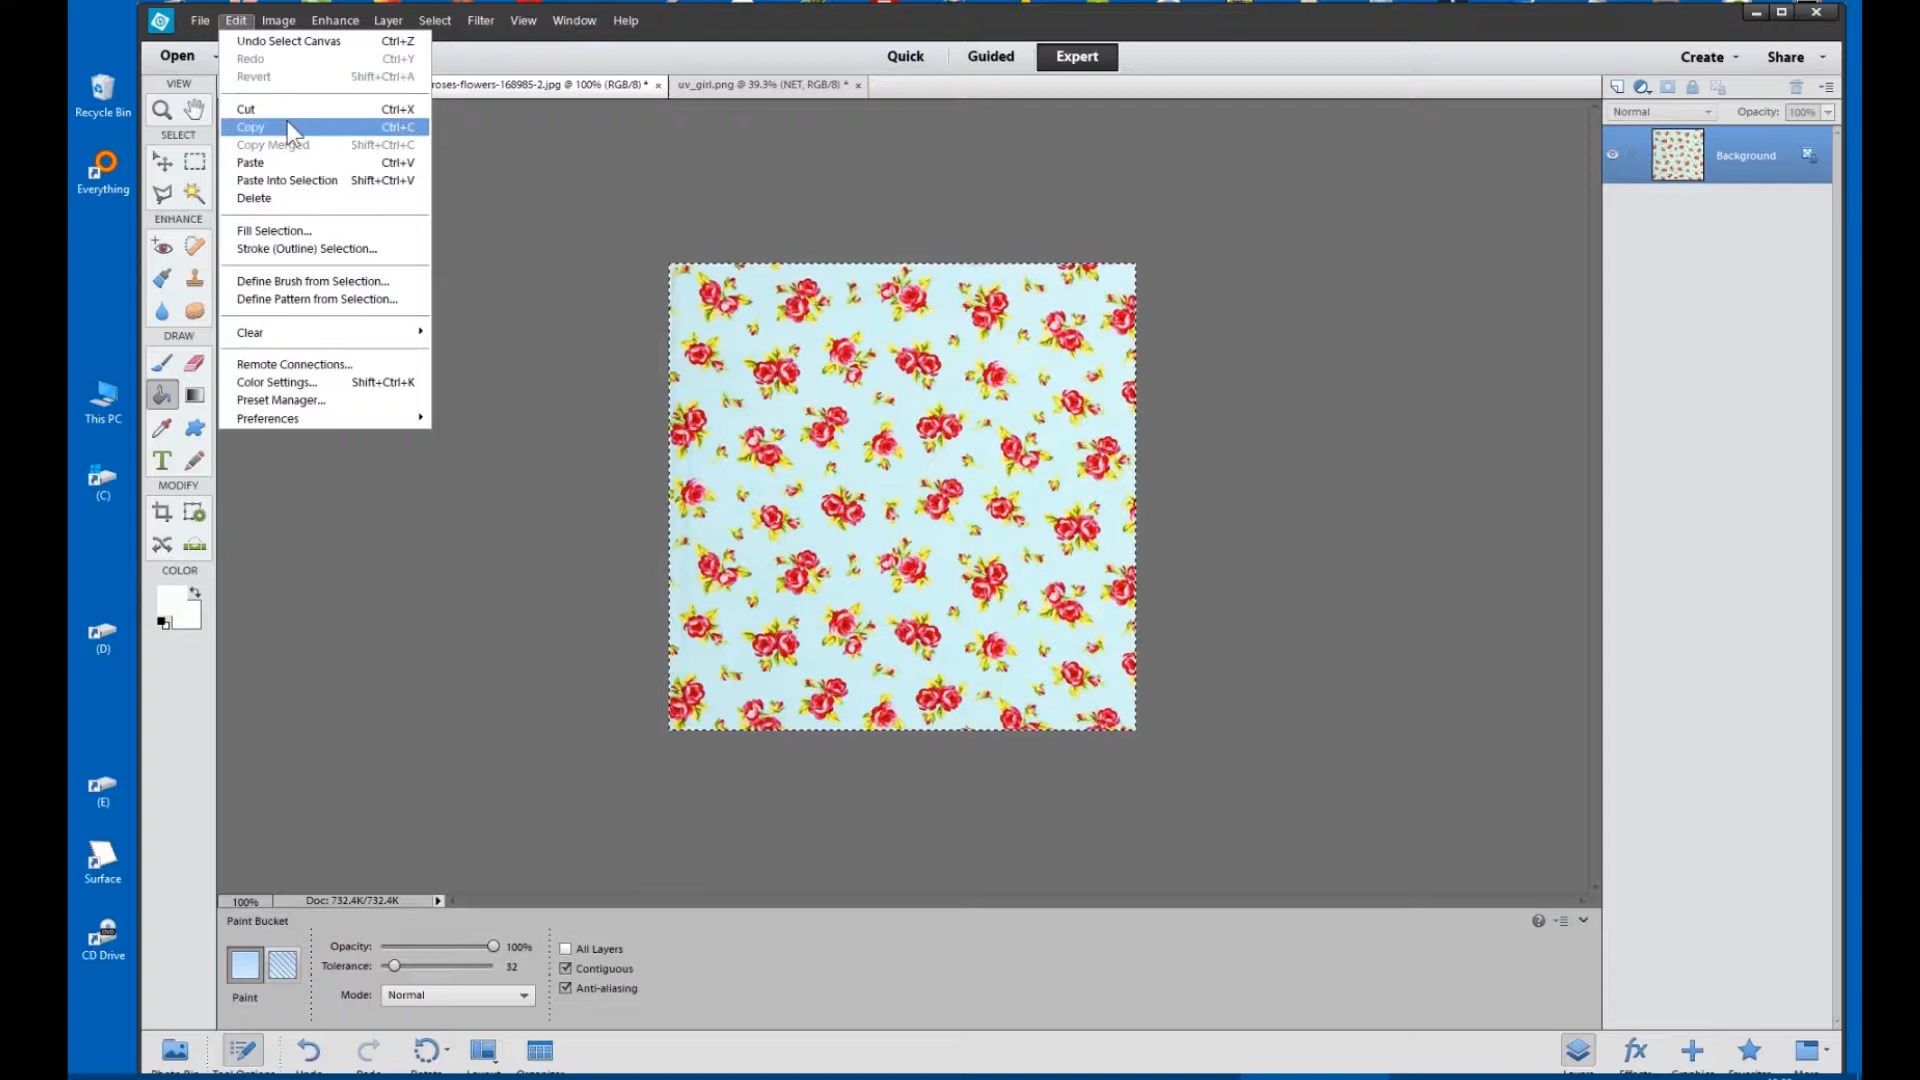 File Edit Image Enhance Layer Select Filter View Window Help
Open
Quick Guided Expert
Create Share
roses-flowers-168985-2.jpg @ 100% (RGB/8) * ×
uv_girl.png @ 39.3% (NET, RGB/8) * ×
Normal Opacity: 100%
Background
Undo Select Canvas Ctrl+Z
Redo Ctrl+Y
Revert Shift+Ctrl+A
Cut Ctrl+X
Copy Ctrl+C
Copy Merged Shift+Ctrl+C
Paste Ctrl+V
Paste Into Selection Shift+Ctrl+V
Delete
Fill Selection...
Stroke (Outline) Selection...
Define Brush from Selection...
Define Pattern from Selection...
Clear
Remote Connections...
Color Settings... Shift+Ctrl+K
Preset Manager...
Preferences
VIEW
SELECT
ENHANCE
DRAW
MODIFY
COLOR
Recycle Bin
Everything
This PC
(C)
(D)
(E)
Surface
CD Drive
100% Doc: 732.4K/732.4K
Paint Bucket
Paint
Opacity: 100%
Tolerance: 32
Mode: Normal
All Layers
Contiguous
Anti-aliasing